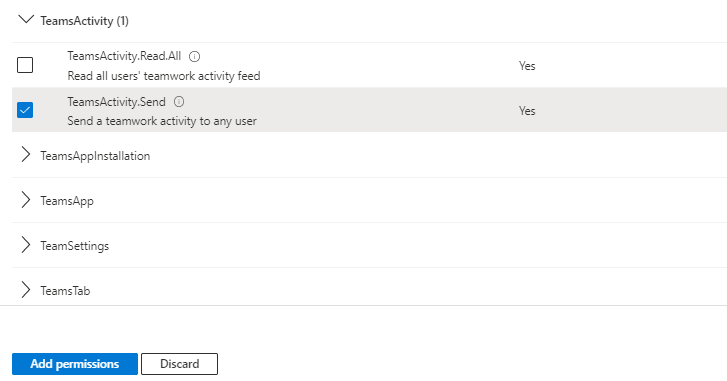 TeamsActivity (1)
TeamsActivity.Read.All
Read all users' teamwork activity feed
Yes
TeamsActivity.Send
Send a teamwork activity to any user
Yes
TeamsAppInstallation
TeamsApp
TeamSettings
TeamsTab
Add permissions
Discard